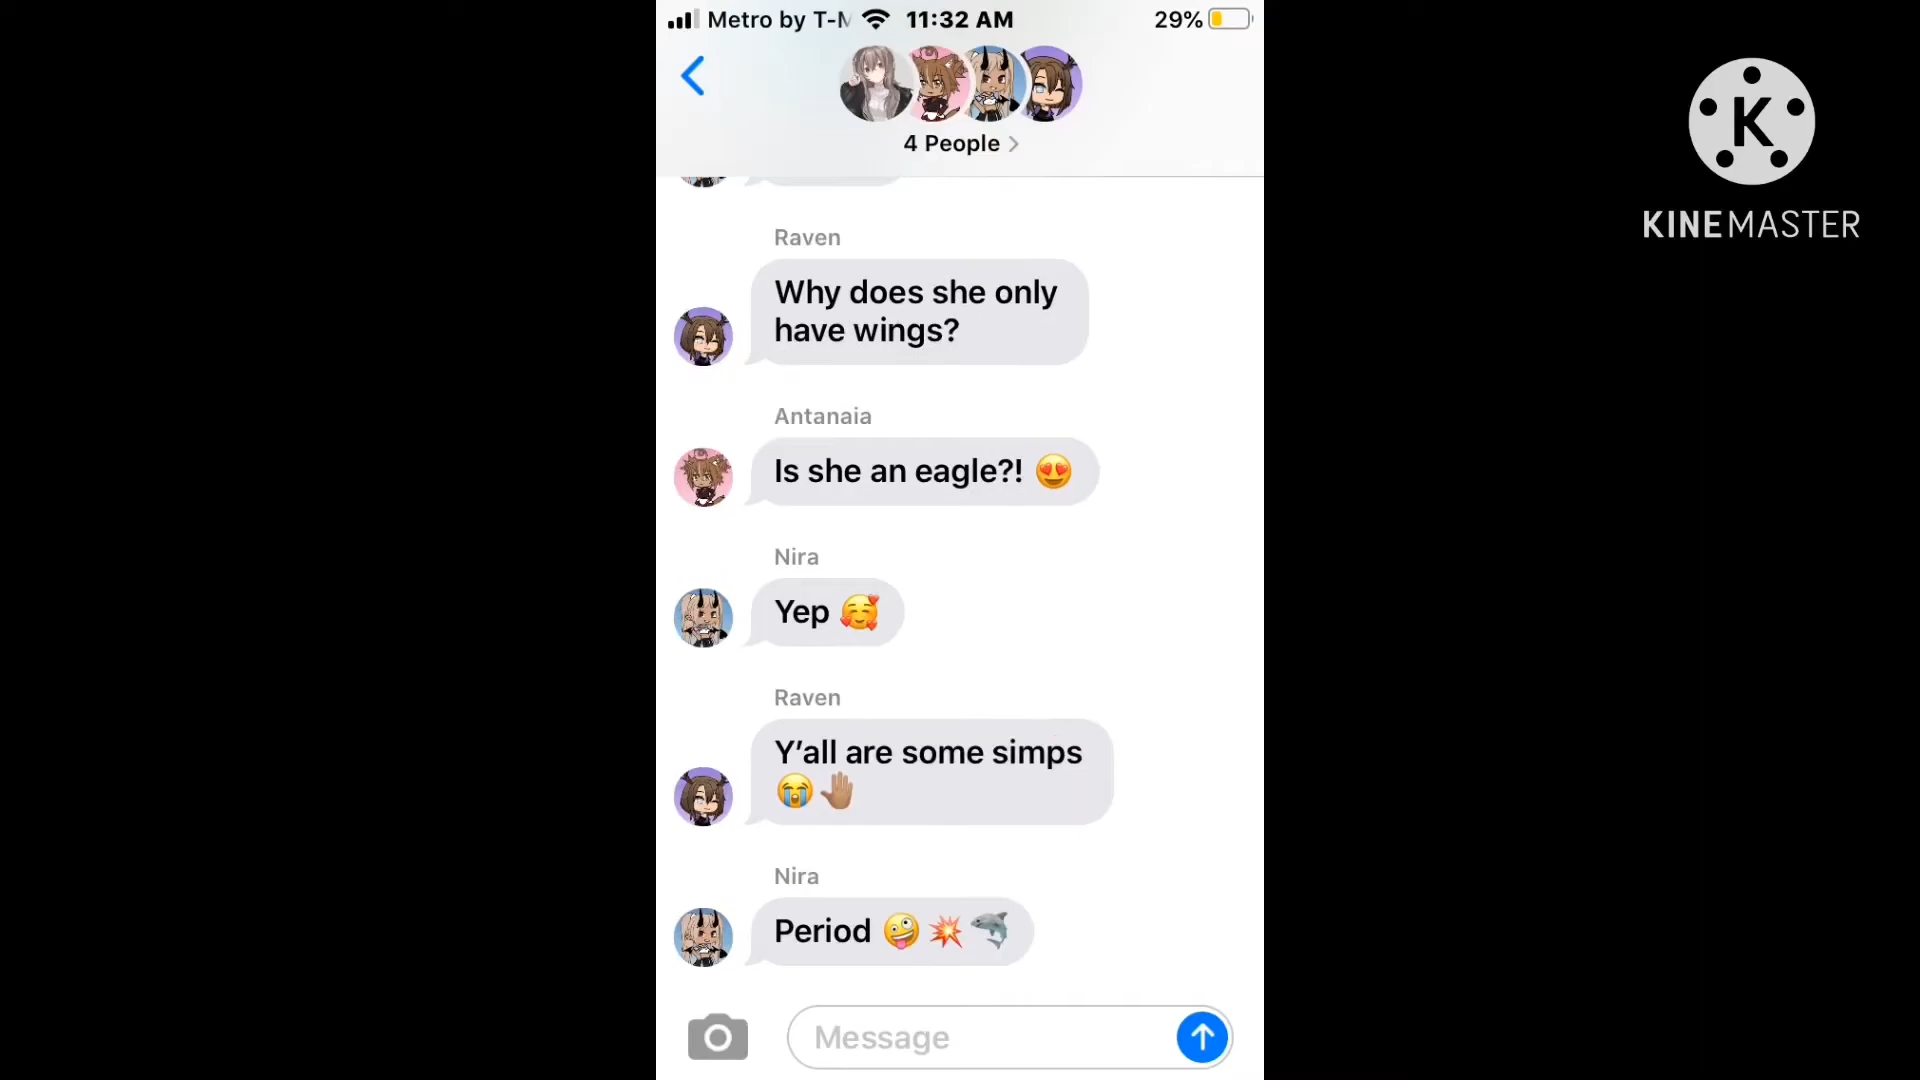 Metro by T-M 11:32 AM 29%
4 People
Raven
Why does she only
have wings?
Antanaia
Is she an eagle?! 😍
Nira
Yep 🥰
Raven
Y'all are some simps
😭🤚🏽
Nira
Period 🤪💥🦈
Message
K
KINEMASTER